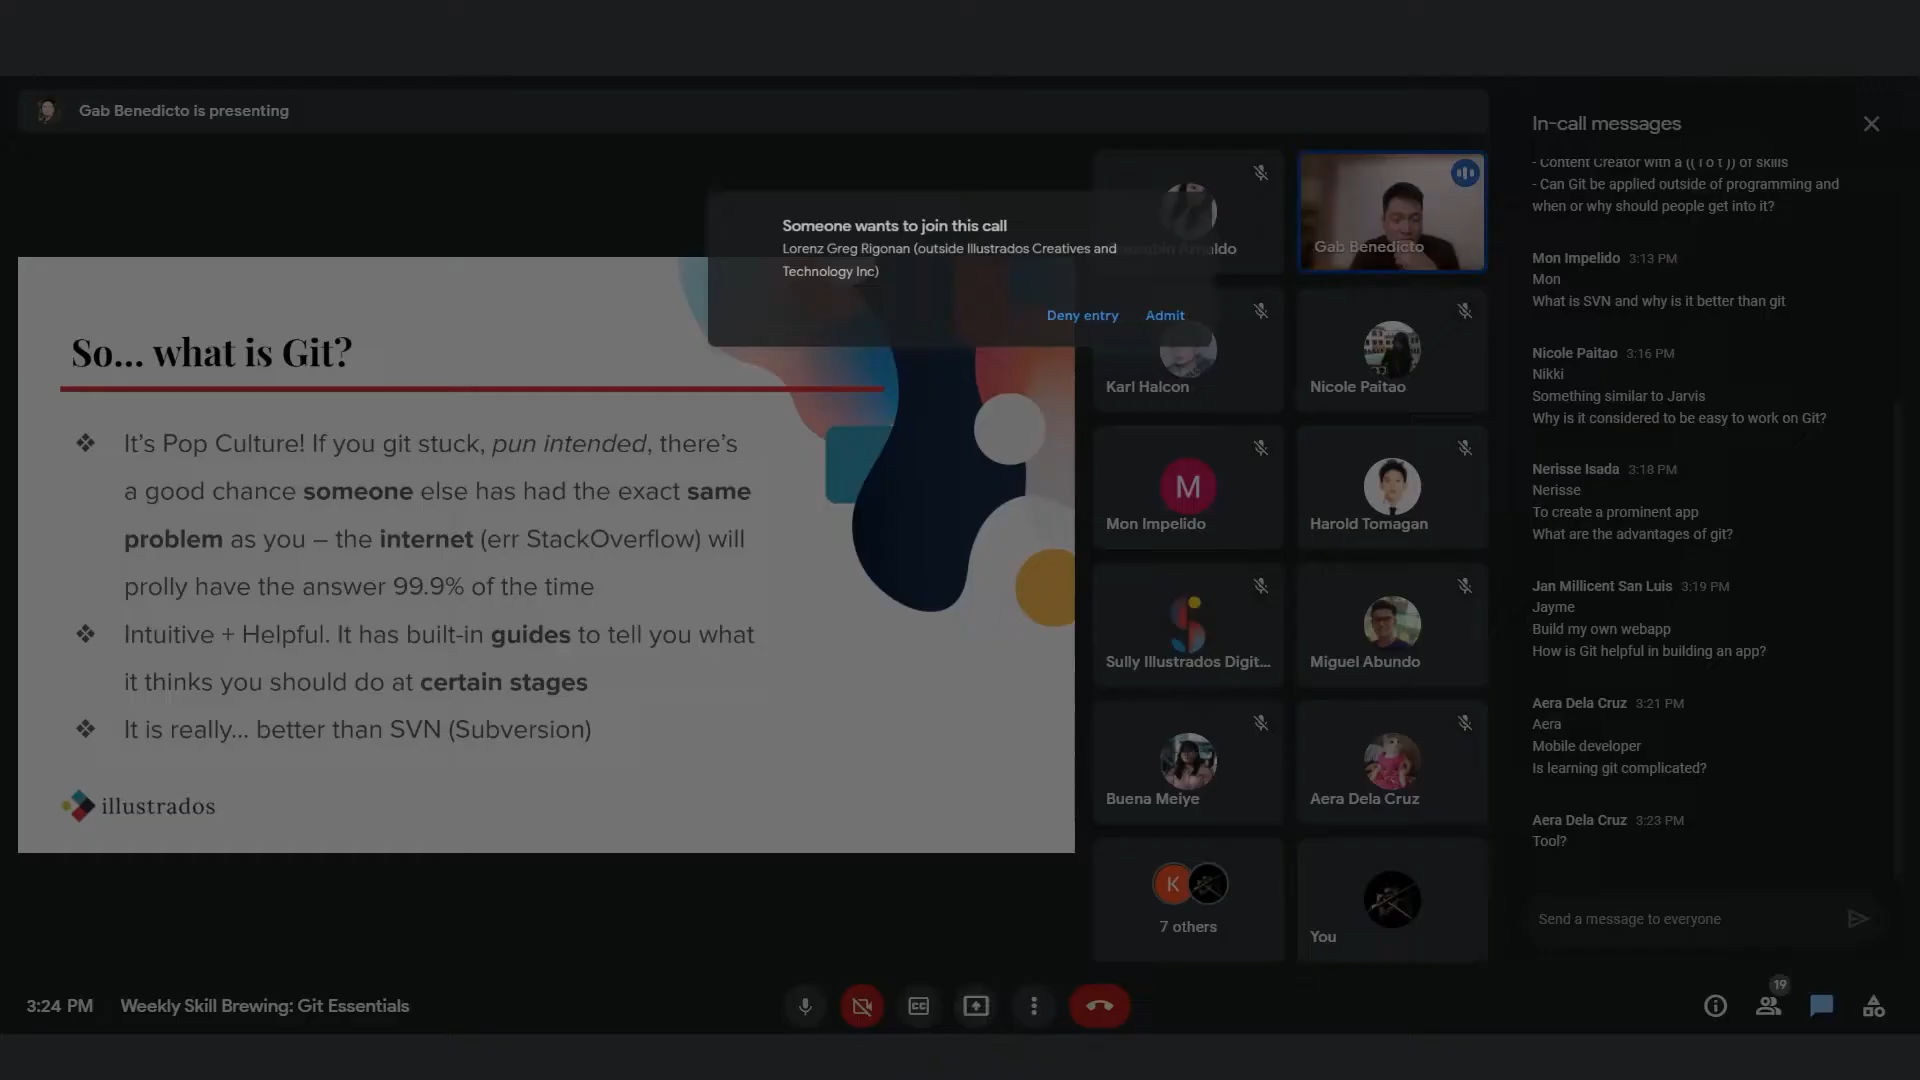 Gab Benedicto is presenting
Someone wants to join this call
Lorenz Greg Rigonan (outside Illustrados Creatives and
Technology Inc)
Deny entry
Admit
So... what is Git?
❖ It's Pop Culture! If you git stuck, pun intended, there's
a good chance someone else has had the exact same
problem as you – the internet (err StackOverflow) will
prolly have the answer 99.9% of the time
❖ Intuitive + Helpful. It has built-in guides to tell you what
it thinks you should do at certain stages
❖ It is really... better than SVN (Subversion)
illustrados
Gab Benedicto
Karl Halcon
Nicole Paitao
M
Mon Impelido
Harold Tomagan
Sully Illustrados Digit...
Miguel Abundo
Buena Meiye
Aera Dela Cruz
K
7 others
You
In-call messages
- Content Creator with a (( l o t )) of skills
- Can Git be applied outside of programming and
when or why should people get into it?
Mon Impelido 3:13 PM
Mon
What is SVN and why is it better than git
Nicole Paitao 3:16 PM
Nikki
Something similar to Jarvis
Why is it considered to be easy to work on Git?
Nerisse Isada 3:18 PM
Nerisse
To create a prominent app
What are the advantages of git?
Jan Millicent San Luis 3:19 PM
Jayme
Build my own webapp
How is Git helpful in building an app?
Aera Dela Cruz 3:21 PM
Aera
Mobile developer
Is learning git complicated?
Aera Dela Cruz 3:23 PM
Tool?
Send a message to everyone
3:24 PM
Weekly Skill Brewing: Git Essentials
CC
19